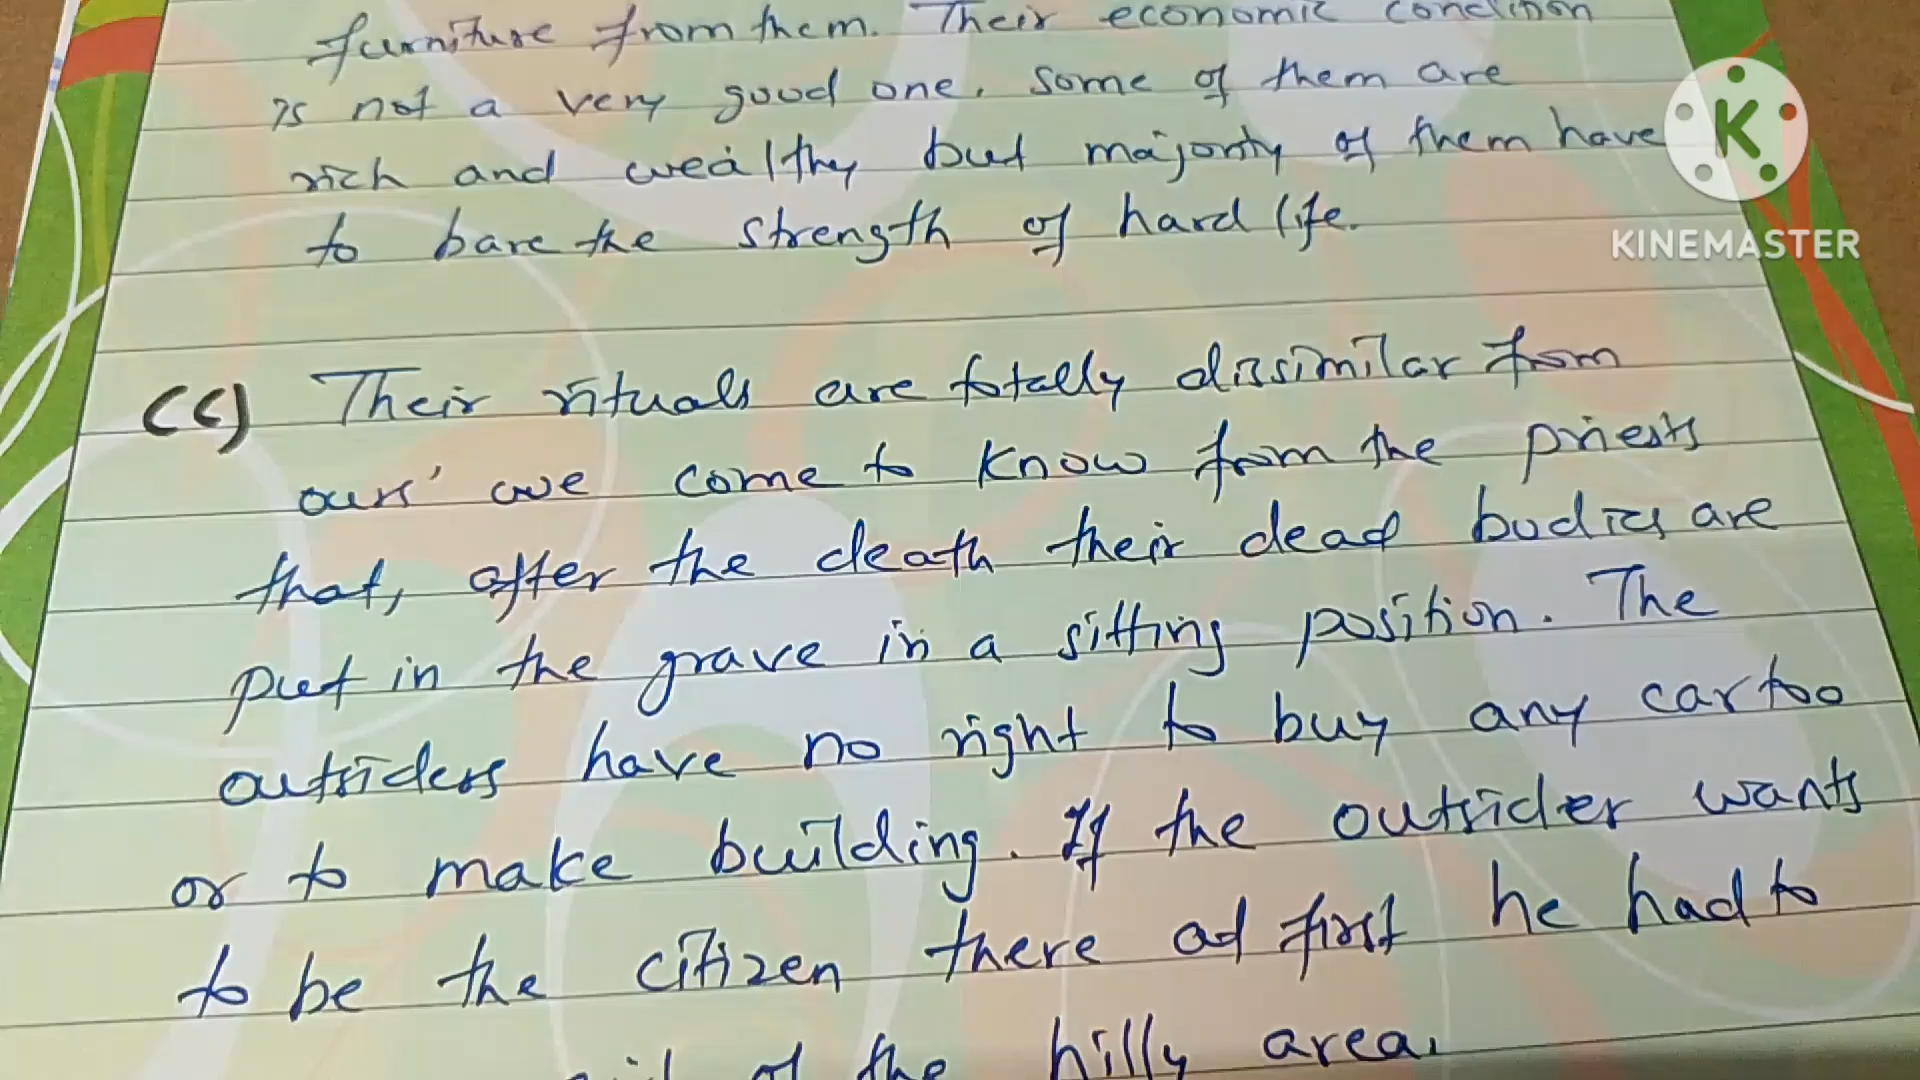 furniture from them. Their economic condition
is not a very good one. Some of them are
rich and wealthy but majority of them have
to bare the strength of hard life.
K
KINEMASTER
(C) Their rituals are totally dissimilar from
ours' we come to know from the priests
that, after the death their dead bodies are
put in the grave in a sitting position. The
outsiders have no right to buy any car too
or to make building. If the outsider wants
to be the citizen there at first he had to
of the hilly area.